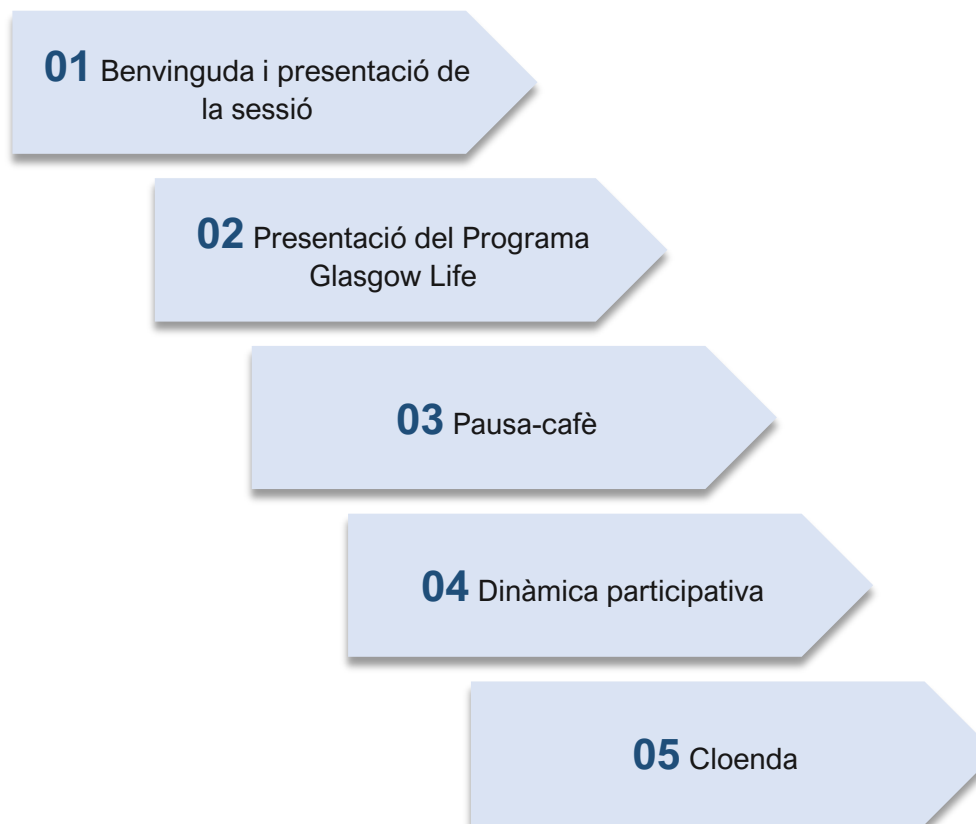 01 Benvinguda i presentació de
la sessió
02 Presentació del Programa
Glasgow Life
03 Pausa-cafè
04 Dinàmica participativa
05 Cloenda